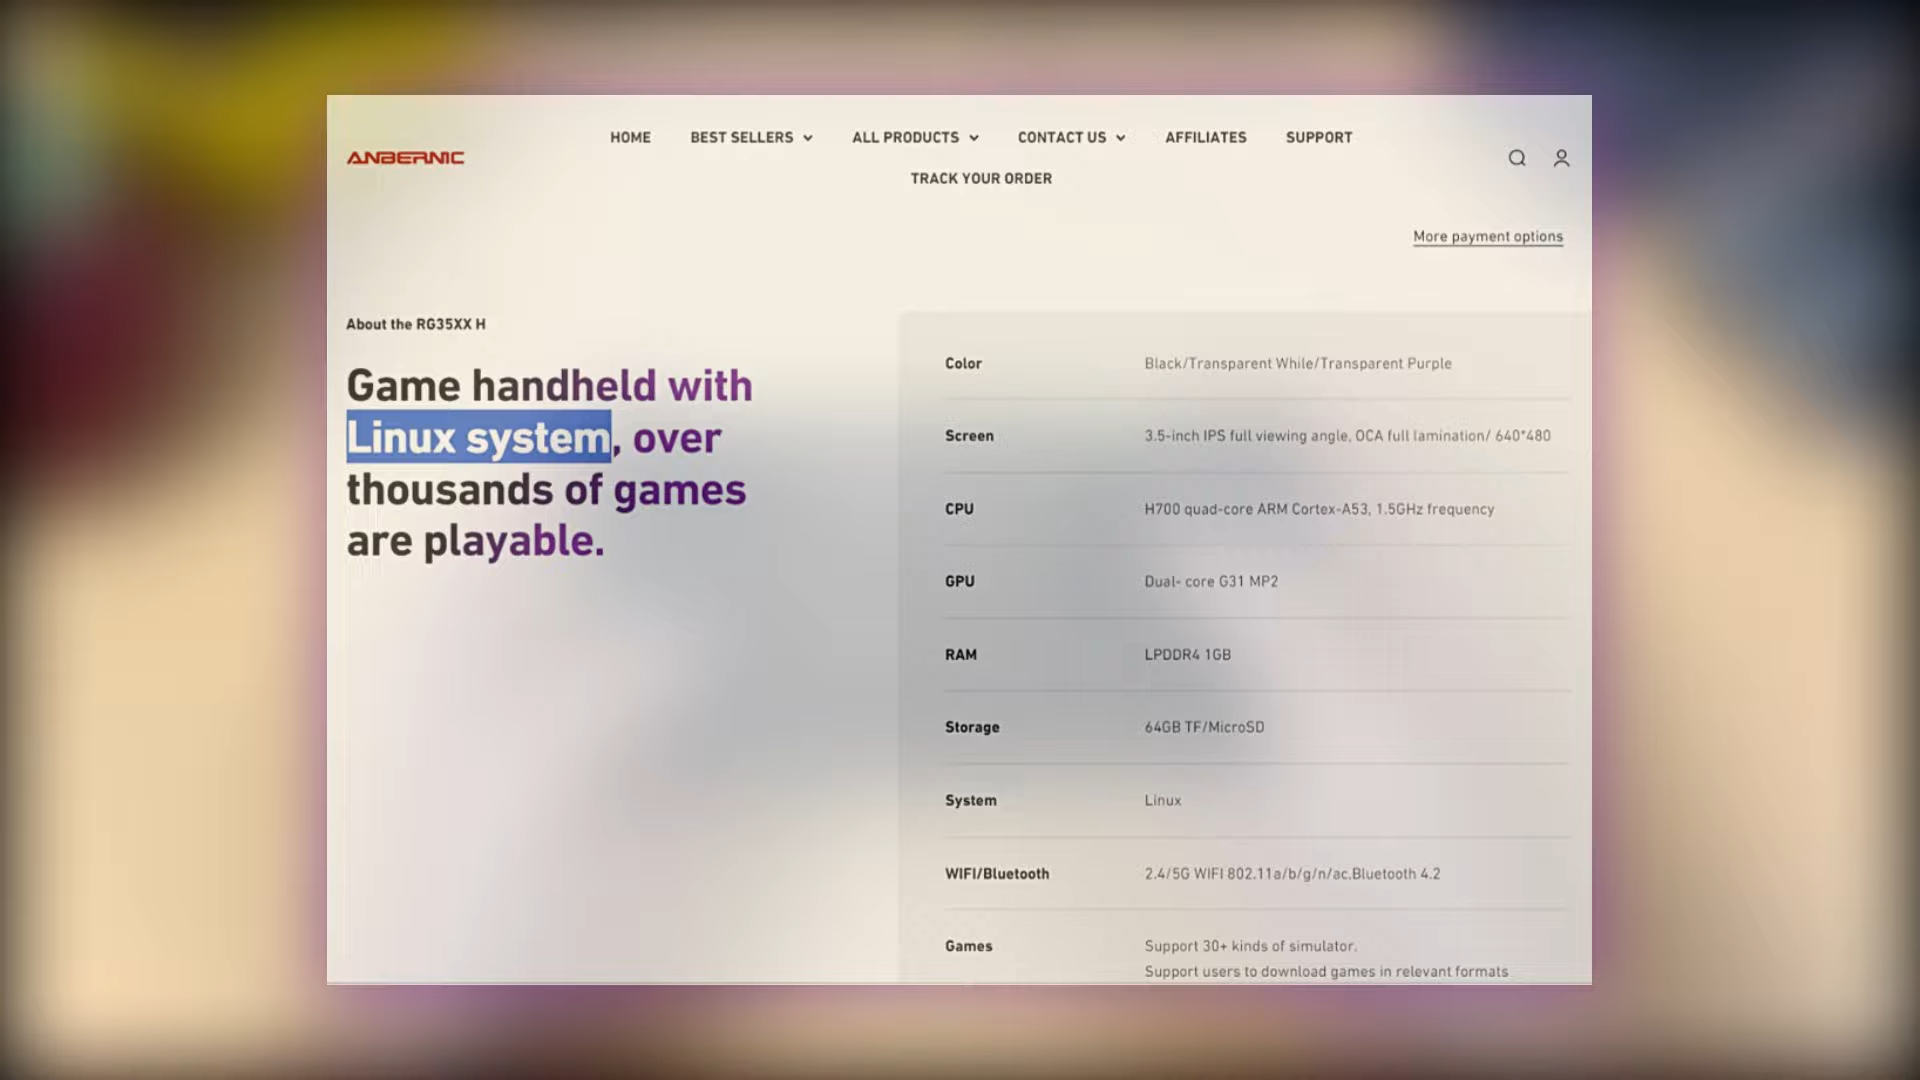 ANBERNIC
HOME
BEST SELLERS
ALL PRODUCTS
CONTACT US
AFFILIATES
SUPPORT
TRACK YOUR ORDER
More payment options
About the RG35XX H
Game handheld with
Linux system, over
thousands of games
are playable.
Color
Black/Transparent While/Transparent Purple
Screen
3.5-inch IPS full viewing angle, OCA full lamination/ 640*480
CPU
H700 quad-core ARM Cortex-A53, 1.5GHz frequency
GPU
Dual- core G31 MP2
RAM
LPDDR4 1GB
Storage
64GB TF/MicroSD
System
Linux
WIFI/Bluetooth
2.4/5G WIFI 802.11a/b/g/n/ac,Bluetooth 4.2
Games
Support 30+ kinds of simulator.
Support users to download games in relevant formats